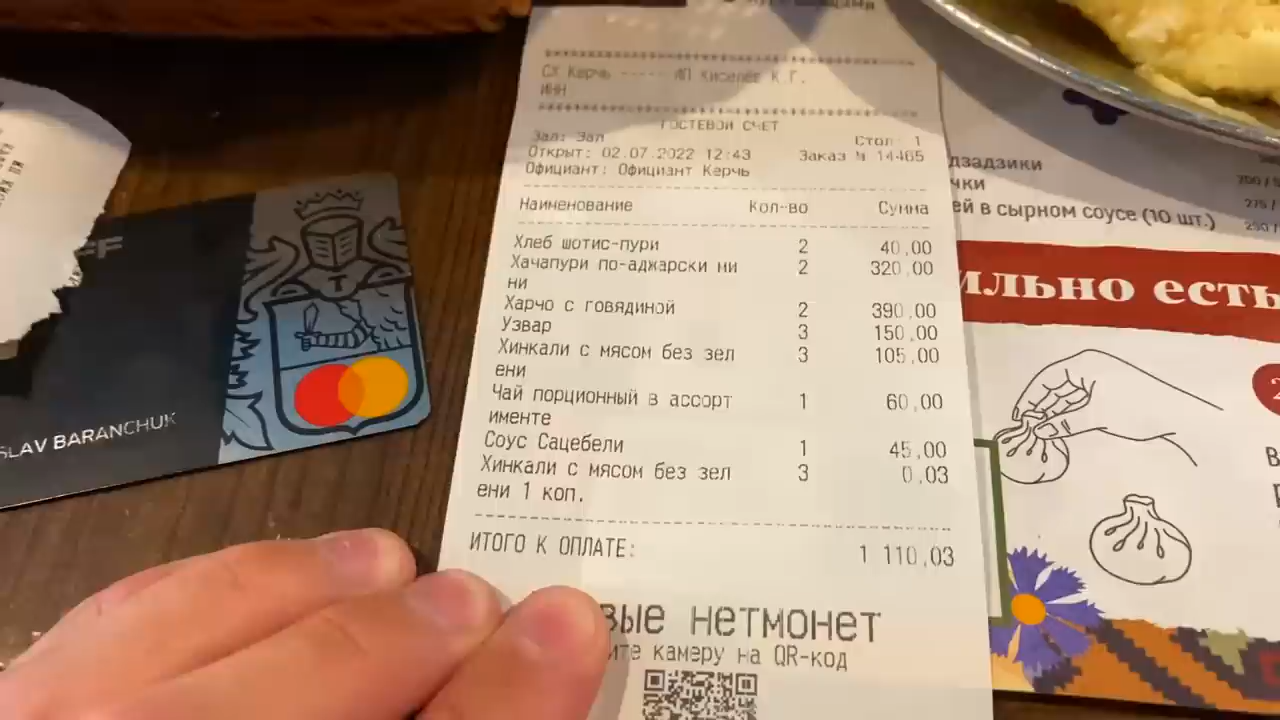 СХ Керчь ----- ИП Киселев К.Г.
ИНН
ГОСТЕВОЙ СЧЕТ
Зал: Зал Стол: 1
Открыт: 02.07.2022 12:43 Заказ № 14465
Официант: Официант Керчь
Наименование Кол-во Сумма
Хлеб шотис-пури 2 40,00
Хачапури по-аджарски ми 2 320,00
ни
Харчо с говядиной 2 390,00
Узвар 3 150,00
Хинкали с мясом без зел 3 105,00
ени
Чай порционный в ассорт 1 60,00
именте
Соус Сацебели 1 45,00
Хинкали с мясом без зел 3 0,03
ени 1 коп.
ИТОГО К ОПЛАТЕ: 1 110,03
вые нетмонет
ите камеру на QR-код
FF
SLAV BARANCHUK
дзадзики
чки
ей в сырном соусе (10 шт.)
275 /
ильно есть
2